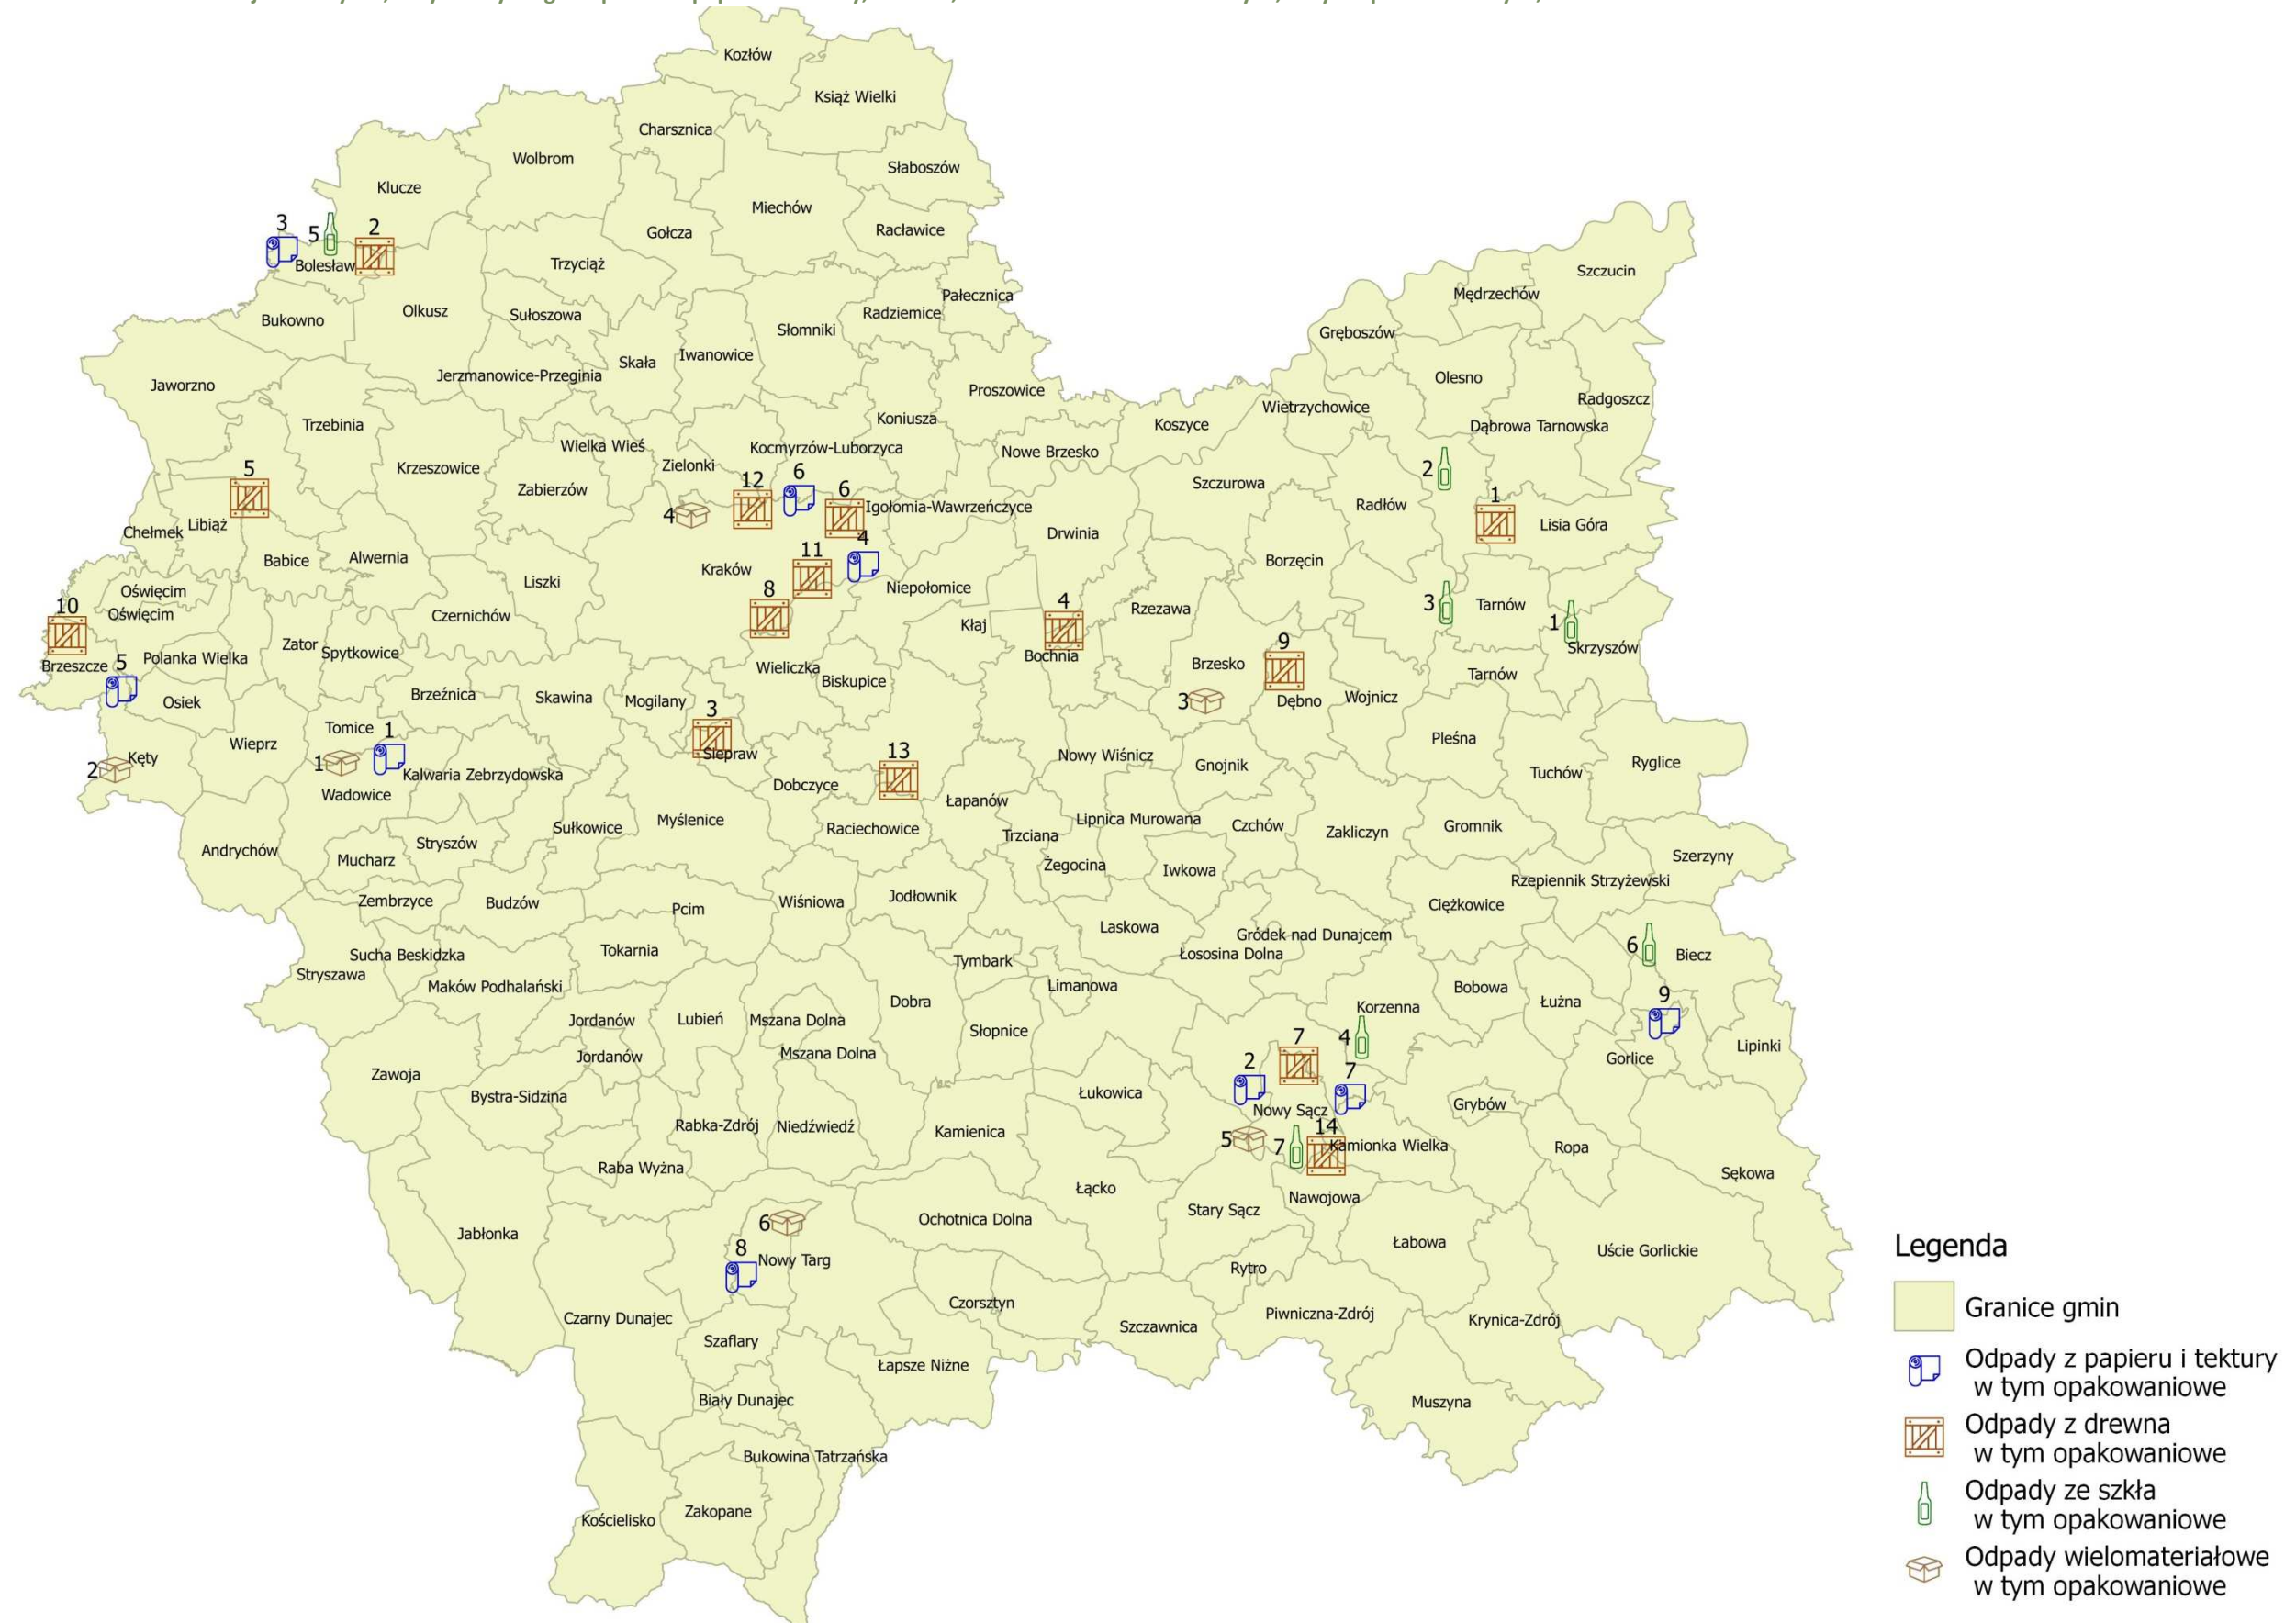 Kozłów
Książ Wielki
Charsznica
Wolbrom
Słaboszów
Klucze
Miechów
3
5
2
Gołcza
Racławice
Bolesław
Trzyciąż
Szczucin
Pałecznica
Mędrzechów
Bukowno
Olkusz
Sułoszowa
Radziemice
Słomniki
Gręboszów
Jaworzno
Jerzmanowice-Przeginia
Skała
Iwanowice
Proszowice
Olesno
Radgoszcz
Trzebinia
Koniusza
Koszyce
Wietrzychowice
Dąbrowa Tarnowska
Wielka Wieś
Kocmyrzów-Luborzyca
Nowe Brzesko
5
Krzeszowice
Zielonki
12
6
2
Zabierzów
6
Szczurowa
1
4
Igołomia-Wawrzeńczyce
Radłów
Chełmek
Libiąż
Drwinia
Lisia Góra
4
Babice
Alwernia
Kraków
11
Borzęcin
Oświęcim
Liszki
8
Niepołomice
10
Oświęcim
Czernichów
4
Rzezawa
3
Tarnów
1
Kłaj
Brzeszcze
5
Polanka Wielka
Zator
Spytkowice
Wieliczka
Bochnia
Brzesko
9
Skrzyszów
Biskupice
Tarnów
Osiek
Brzeźnica
Skawina
Mogilany
3
3
Dębno
Wojnicz
Tomice
1
Siepraw
13
Nowy Wiśnicz
Pleśna
2
Kęty
Wieprz
1
Kalwaria Zebrzydowska
Gnojnik
Tuchów
Ryglice
Wadowice
Dobczyce
Łapanów
Sułkowice
Myślenice
Raciechowice
Trzciana
Lipnica Murowana
Czchów
Zakliczyn
Gromnik
Andrychów
Mucharz
Stryszów
Żegocina
Iwkowa
Szerzyny
Zembrzyce
Budzów
Pcim
Wiśniowa
Jodłownik
Rzepiennik Strzyżewski
Ciężkowice
Laskowa
Sucha Beskidzka
Tokarnia
Gródek nad Dunajcem
6
Biecz
Stryszawa
Tymbark
Łososina Dolna
Maków Podhalański
Limanowa
Bobowa
Łużna
9
Dobra
Korzenna
Jordanów
Lubień
Mszana Dolna
Słopnice
7
4
Jordanów
Mszana Dolna
2
Gorlice
Lipinki
Zawoja
7
Bystra-Sidzina
Łukowica
Nowy Sącz
Grybów
Rabka-Zdrój
Niedźwiedź
Kamienica
5
7
14
Kamionka Wielka
Ropa
Raba Wyżna
Łącko
Sękowa
Nawojowa
Jabłonka
6
Ochotnica Dolna
Stary Sącz
8
Nowy Targ
Łabowa
Uście Gorlickie
Rytro
Czarny Dunajec
Czorsztyn
Szczawnica
Piwniczna-Zdrój
Krynica-Zdrój
Szaflary
Łapsze Niżne
Biały Dunajec
Muszyna
Bukowina Tatrzańska
Kościelisko
Zakopane
Legenda
Granice gmin
Odpady z papieru i tektury
w tym opakowaniowe
Odpady z drewna
w tym opakowaniowe
Odpady ze szkła
w tym opakowaniowe
Odpady wielomateriałowe
w tym opakowaniowe